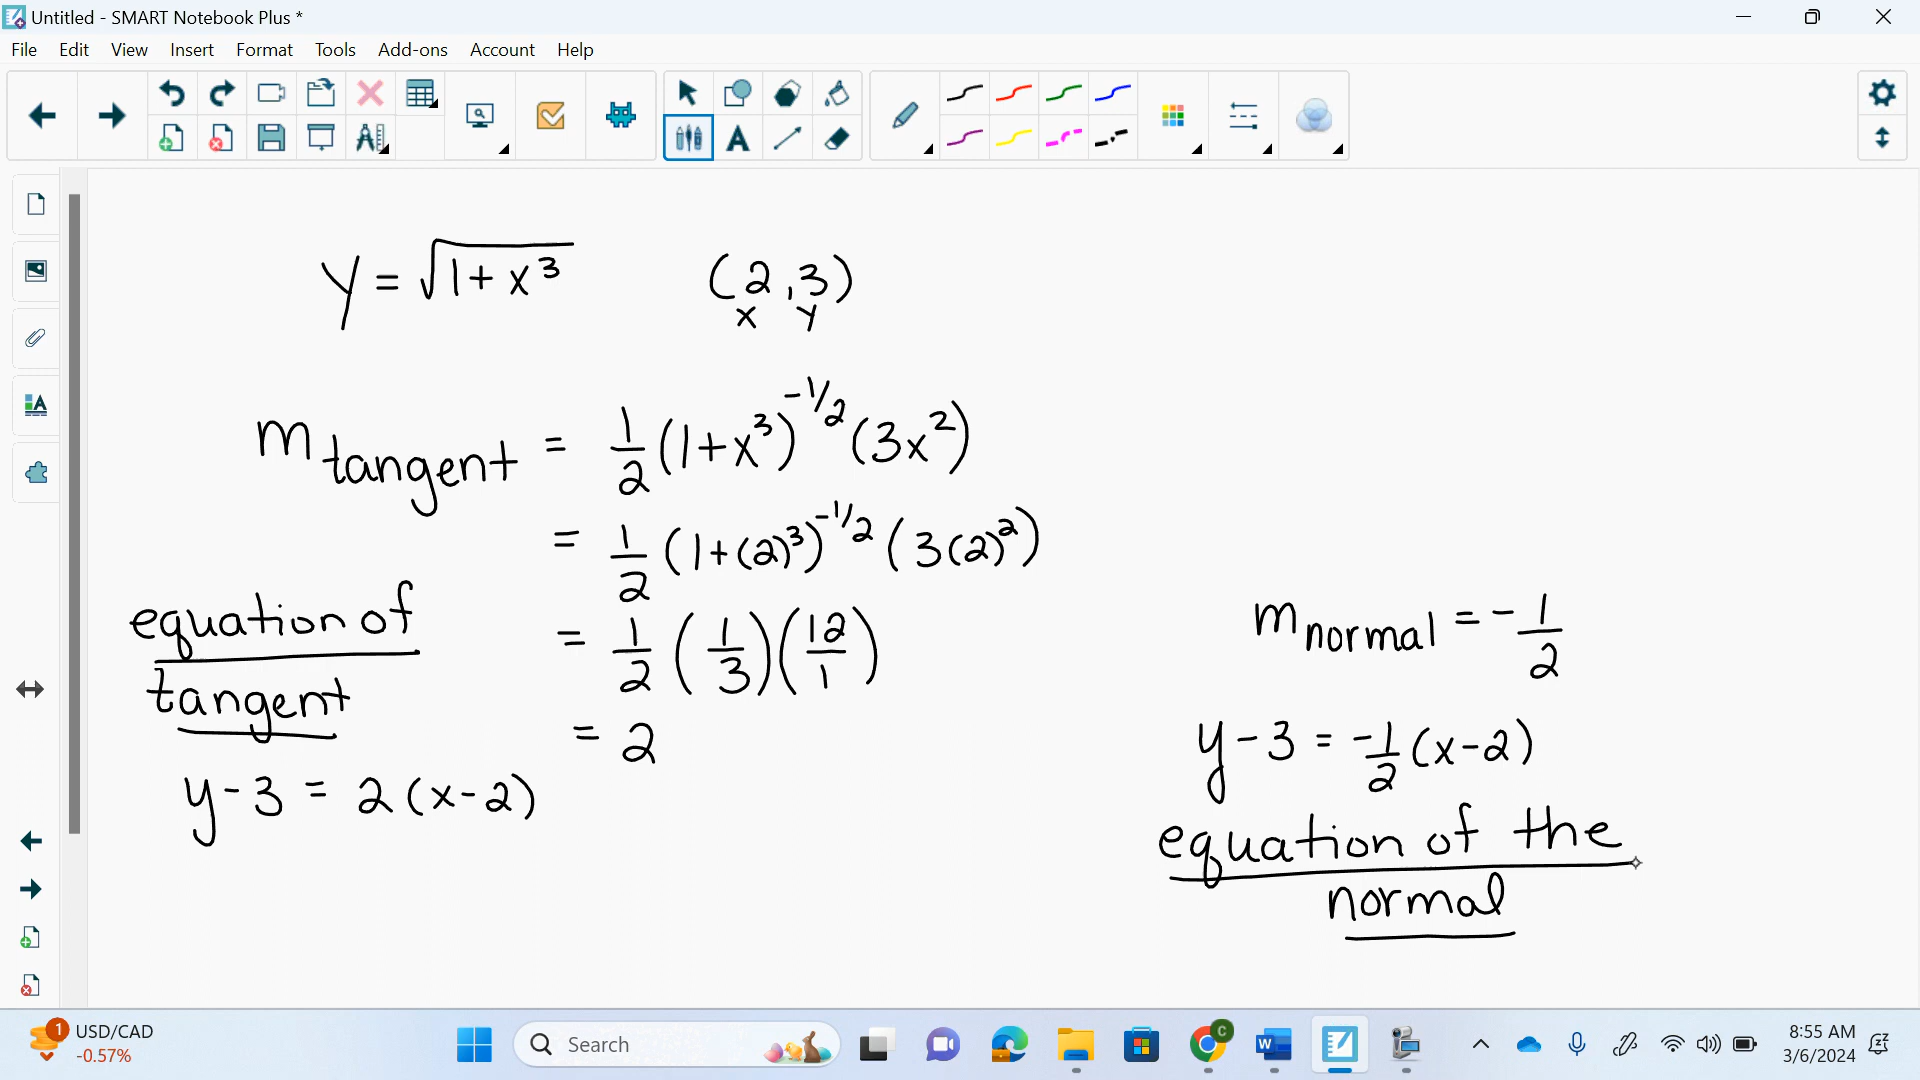 Untitled - SMART Notebook Plus *
File Edit View Insert Format Tools Add-ons Account Help
y = √(1 + x³) (2, 3)
x y
m tangent = 1/2 (1+x³)^(-1/2) (3x²)
= 1/2 (1+(2)³)^(-1/2) (3(2)²)
= 1/2 (1/3)(12/1)
= 2
equation of
tangent
y-3 = 2(x-2)
m normal = -1/2
y-3 = -1/2 (x-2)
equation of the
normal
1
USD/CAD
-0.57%
Search
C
W
8:55 AM
3/6/2024